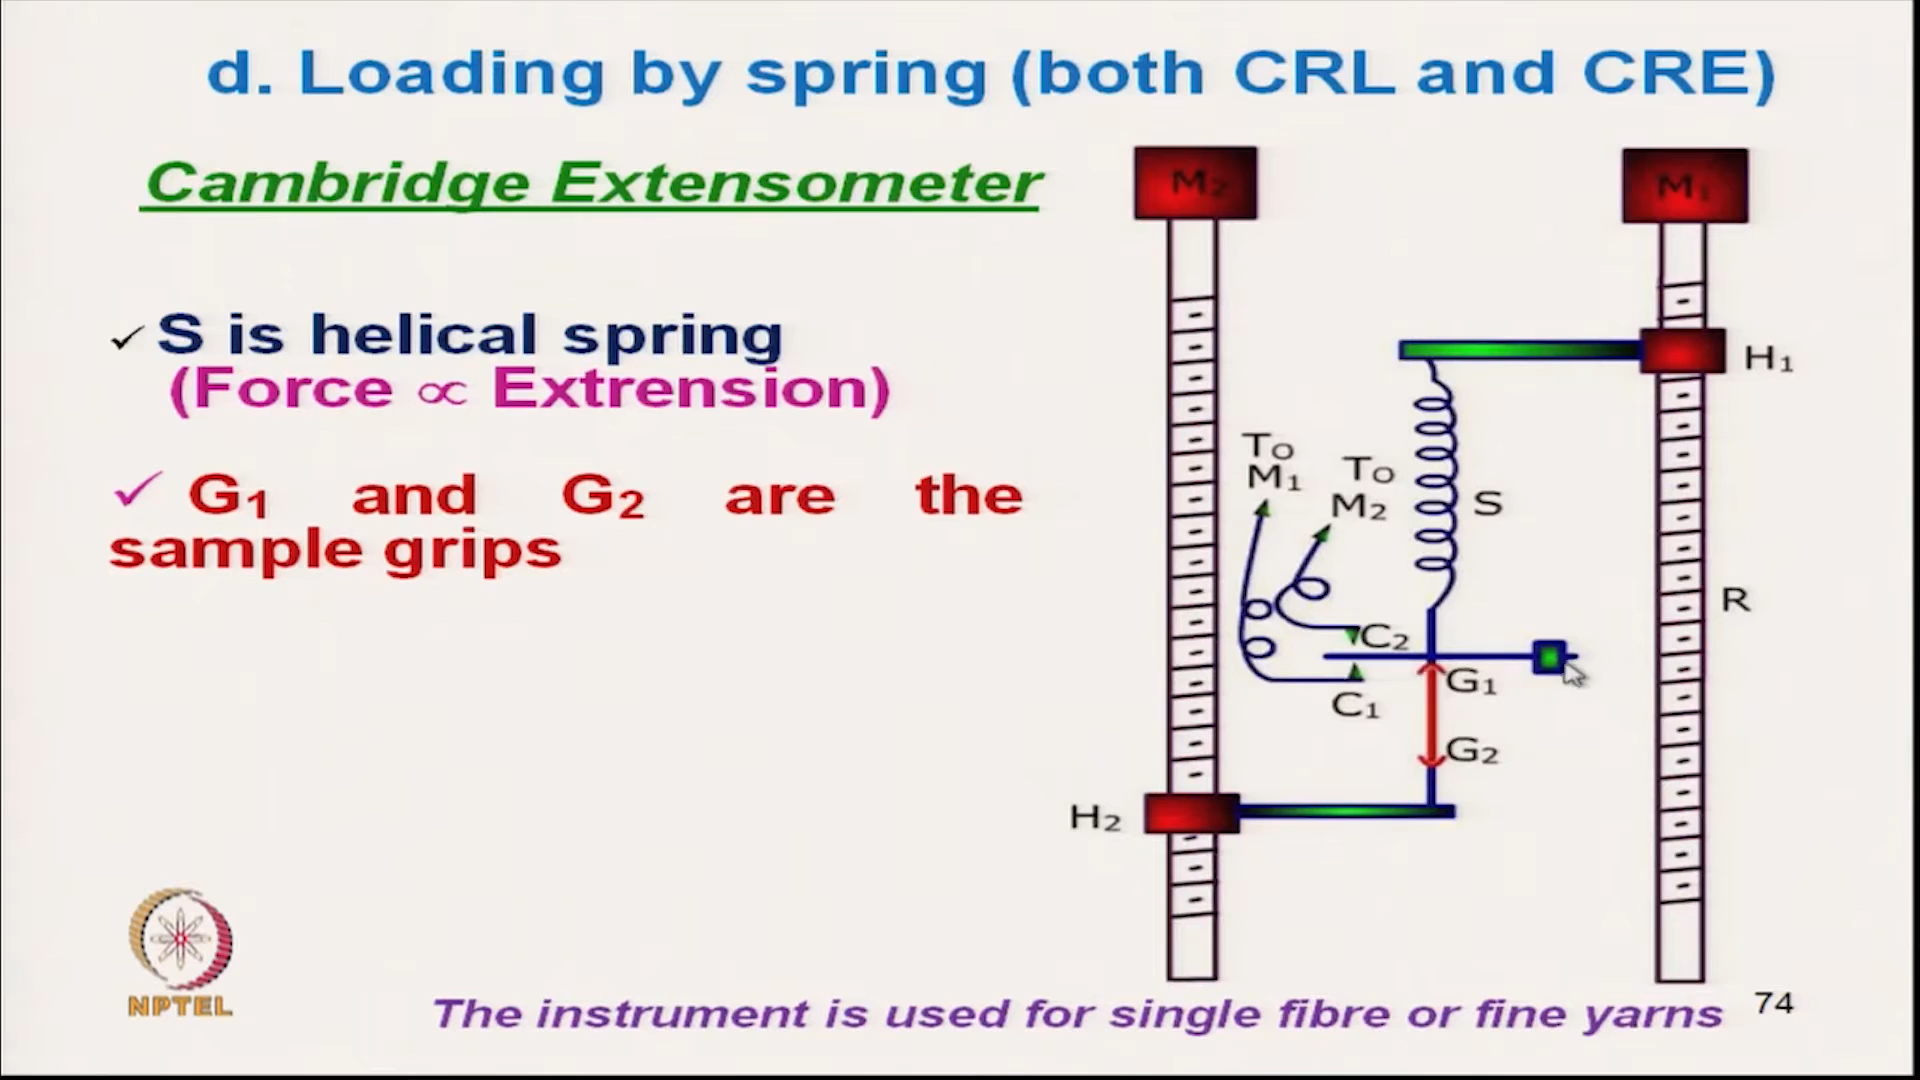 d. Loading by spring (both CRL and CRE)
Cambridge Extensometer
✓ S is helical spring
(Force ∝ Extrension)
✓ G₁ and G₂ are the
sample grips
M₂
M₁
H₁
To
M₁
To
M₂
S
R
C₂
G₁
C₁
G₂
H₂
NPTEL
The instrument is used for single fibre or fine yarns
74